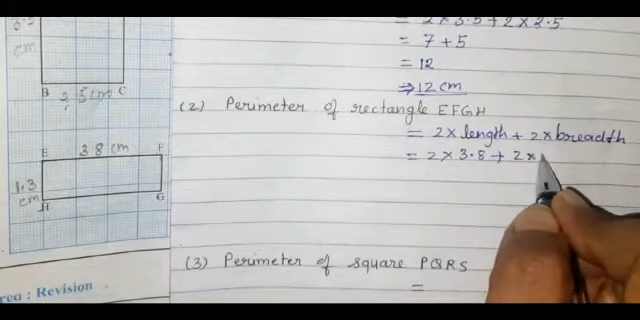 = 2 x 3.5 + 2 x 2.5
= 7 + 5
= 12
⇒ 12 cm
cm
B 2.5cm C
(2) Perimeter of rectangle EFGH
= 2 x length + 2 x breadth
= 2 x 3.8 + 2 x
E 3.8 cm F
1.3
cm
H G
(3) Perimeter of square PQRS
=
: Revision